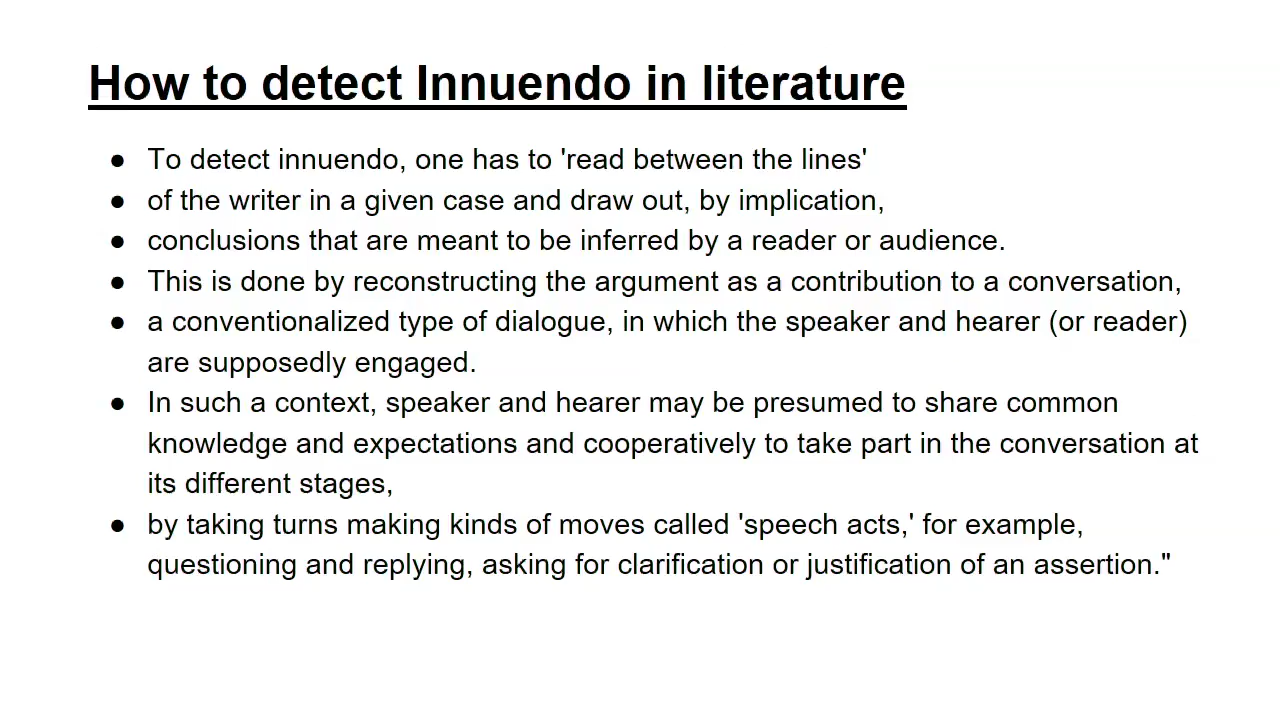 How to detect Innuendo in literature
● To detect innuendo, one has to 'read between the lines'
● of the writer in a given case and draw out, by implication,
● conclusions that are meant to be inferred by a reader or audience.
● This is done by reconstructing the argument as a contribution to a conversation,
● a conventionalized type of dialogue, in which the speaker and hearer (or reader)
are supposedly engaged.
● In such a context, speaker and hearer may be presumed to share common
knowledge and expectations and cooperatively to take part in the conversation at
its different stages,
● by taking turns making kinds of moves called 'speech acts,' for example,
questioning and replying, asking for clarification or justification of an assertion."